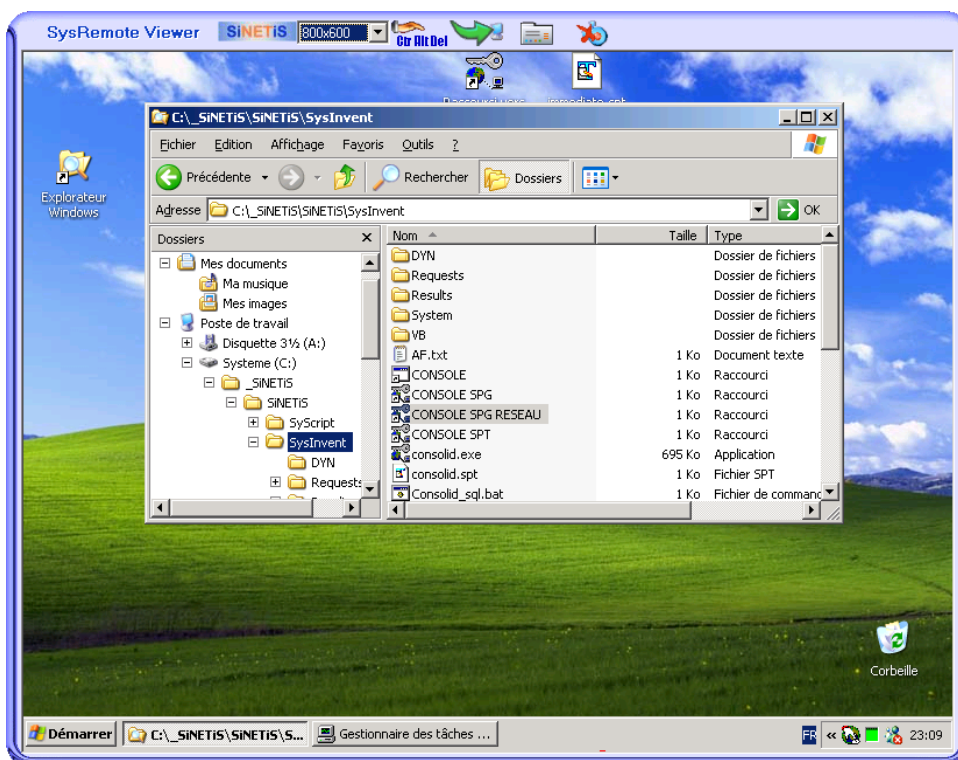 SysRemote Viewer SiNETiS 800x600 Ctr Alt Del
immediate.spt
Explorateur
Windows
C:\_SiNETiS\SiNETiS\SysInvent
Fichier Edition Affichage Favoris Outils ?
Précédente Rechercher Dossiers
Adresse C:\_SiNETiS\SiNETiS\SysInvent OK
Dossiers
Mes documents
Ma musique
Mes images
Poste de travail
Disquette 3½ (A:)
Systeme (C:)
_SiNETiS
SiNETiS
SyScript
SysInvent
DYN
Requests
Nom Taille Type
DYN Dossier de fichiers
Requests Dossier de fichiers
Results Dossier de fichiers
System Dossier de fichiers
VB Dossier de fichiers
AF.txt 1 Ko Document texte
CONSOLE 1 Ko Raccourci
CONSOLE SPG 1 Ko Raccourci
CONSOLE SPG RESEAU 1 Ko Raccourci
CONSOLE SPT 1 Ko Raccourci
consolid.exe 695 Ko Application
consolid.spt 1 Ko Fichier SPT
Consolid_sql.bat 1 Ko Fichier de command
Corbeille
Démarrer C:\_SiNETiS\SiNETiS\S... Gestionnaire des tâches ... FR « 23:09